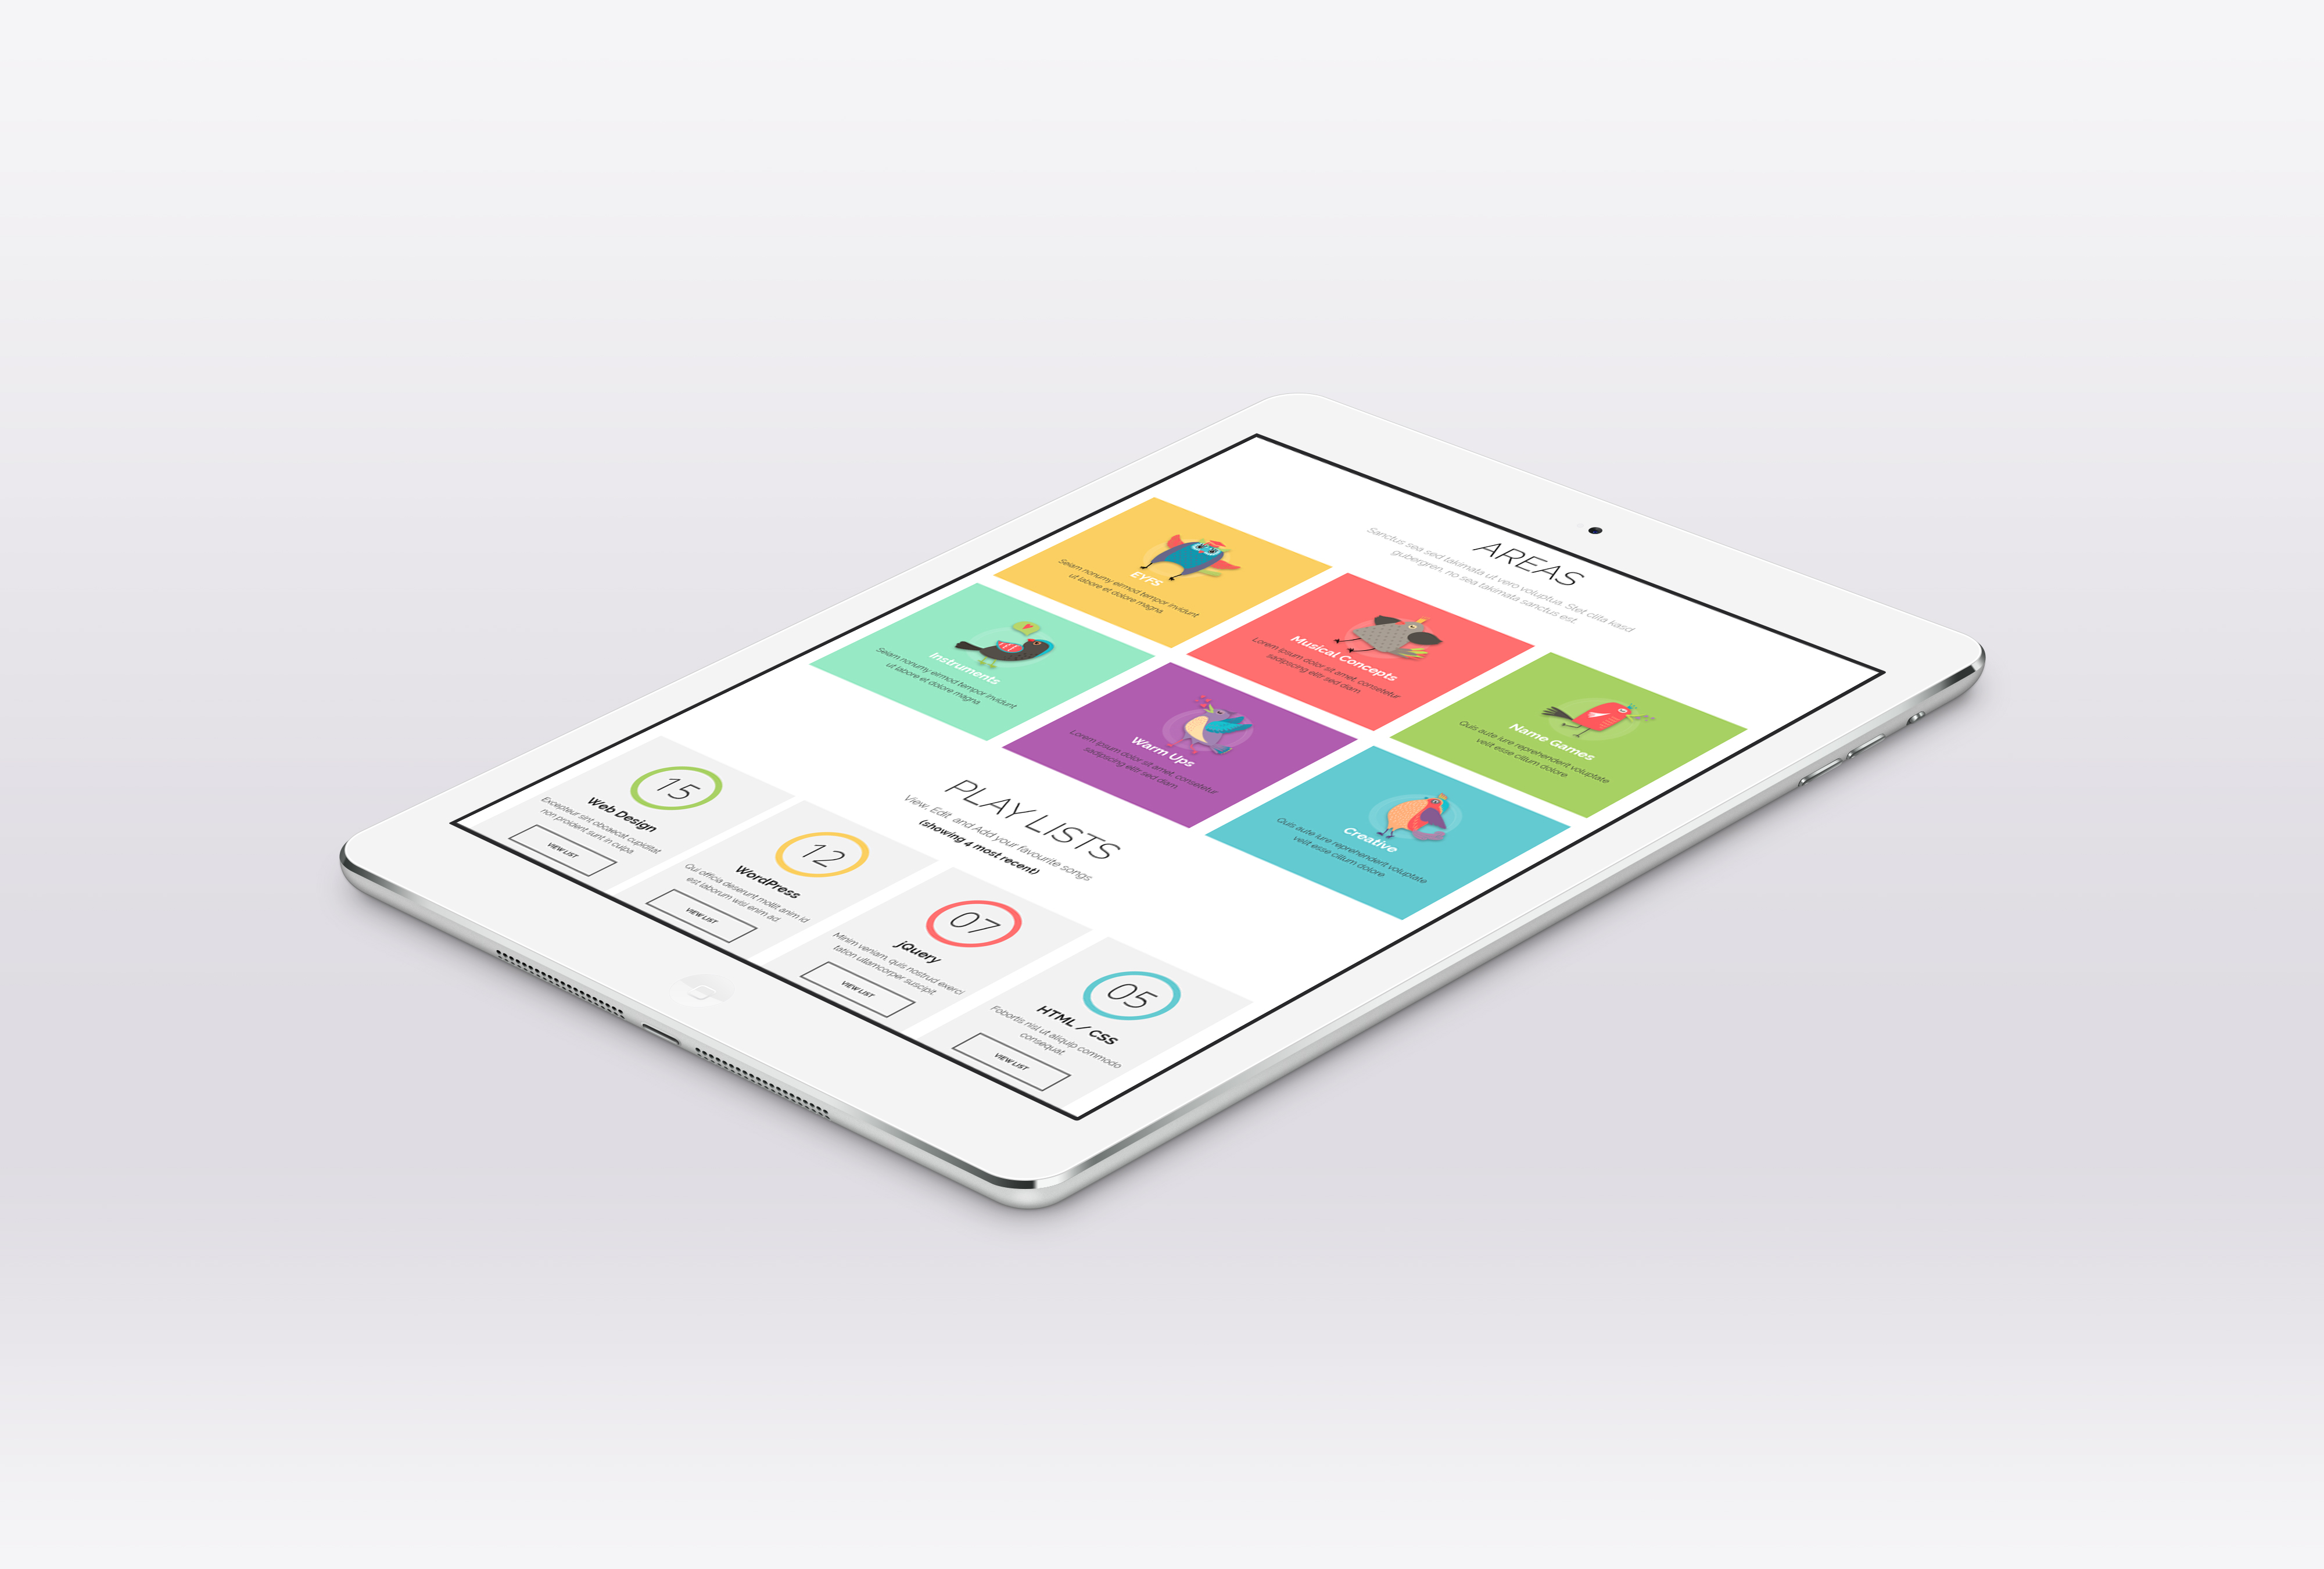 AREAS
Sanctus sea sed takimata ut vero voluptua. Stet clita kasd
gubergren, no sea takimata sanctus est.
EYFS
Seiam nonumy eirmod tempor invidunt
ut labore et dolore magna
Musical Concepts
Lorem ipsum dolor sit amet, consetetur
sadipscing elitr sed diam
Name Games
Quis aute iure reprehenderit voluptate
velit esse cillum dolore
Instruments
Seiam nonumy eirmod tempor invidunt
ut labore et dolore magna
Warm Ups
Lorem ipsum dolor sit amet, consetetur
sadipscing elitr sed diam
Creative
Quis aute iure reprehenderit voluptate
velit esse cillum dolore
PLAY LISTS
View, Edit, and Add your favourite songs
(showing 4 most recent)
15
Web Design
Excepteur sint obcaecat cupiditat
non proident sunt in culpa
VIEW LIST
12
WordPress
Qui officia deserunt mollit anim id
est laborum wisi enim ad
VIEW LIST
07
jQuery
Minim veniam, quis nostrud exerci
tation ullamcorper suscipit
VIEW LIST
05
HTML / CSS
Fobortis nisl ut aliquip commodo
consequat
VIEW LIST